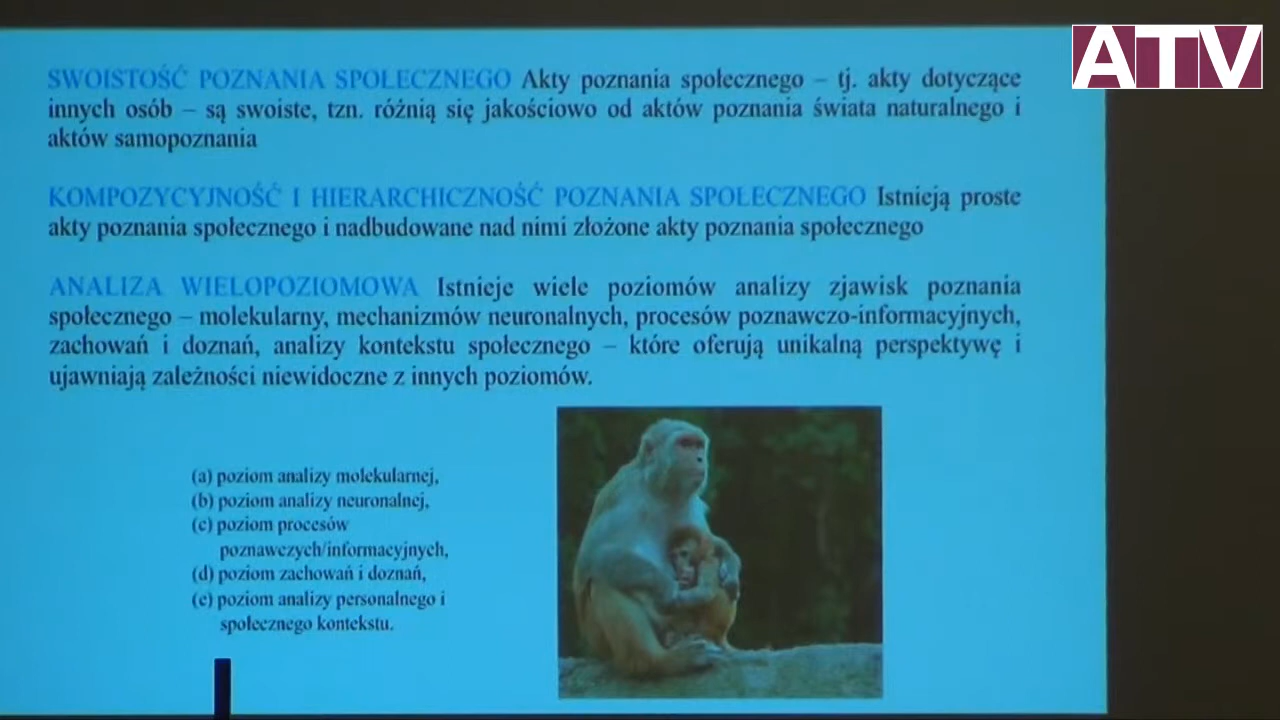 ATV
SWOISTOŚĆ POZNANIA SPOŁECZNEGO Akty poznania społecznego – tj. akty dotyczące
innych osób – są swoiste, tzn. różnią się jakościowo od aktów poznania świata naturalnego i
aktów samopoznania
KOMPOZYCYJNOŚĆ I HIERARCHICZNOŚĆ POZNANIA SPOŁECZNEGO Istnieją proste
akty poznania społecznego i nadbudowane nad nimi złożone akty poznania społecznego
ANALIZA WIELOPOZIOMOWA Istnieje wiele poziomów analizy zjawisk poznania
społecznego – molekularny, mechanizmów neuronalnych, procesów poznawczo-informacyjnych,
zachowań i doznań, analizy kontekstu społecznego – które oferują unikalną perspektywę i
ujawniają zależności niewidoczne z innych poziomów.
(a) poziom analizy molekularnej,
(b) poziom analizy neuronalnej,
(c) poziom procesów
poznawczych/informacyjnych,
(d) poziom zachowań i doznań,
(e) poziom analizy personalnego i
społecznego kontekstu.